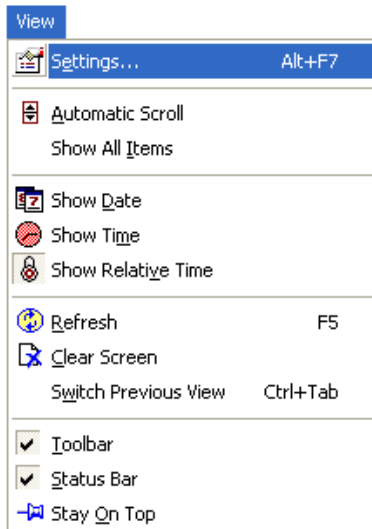 View
Settings... Alt+F7
Automatic Scroll
Show All Items
Show Date
Show Time
Show Relative Time
Refresh F5
Clear Screen
Switch Previous View Ctrl+Tab
Toolbar
Status Bar
Stay On Top